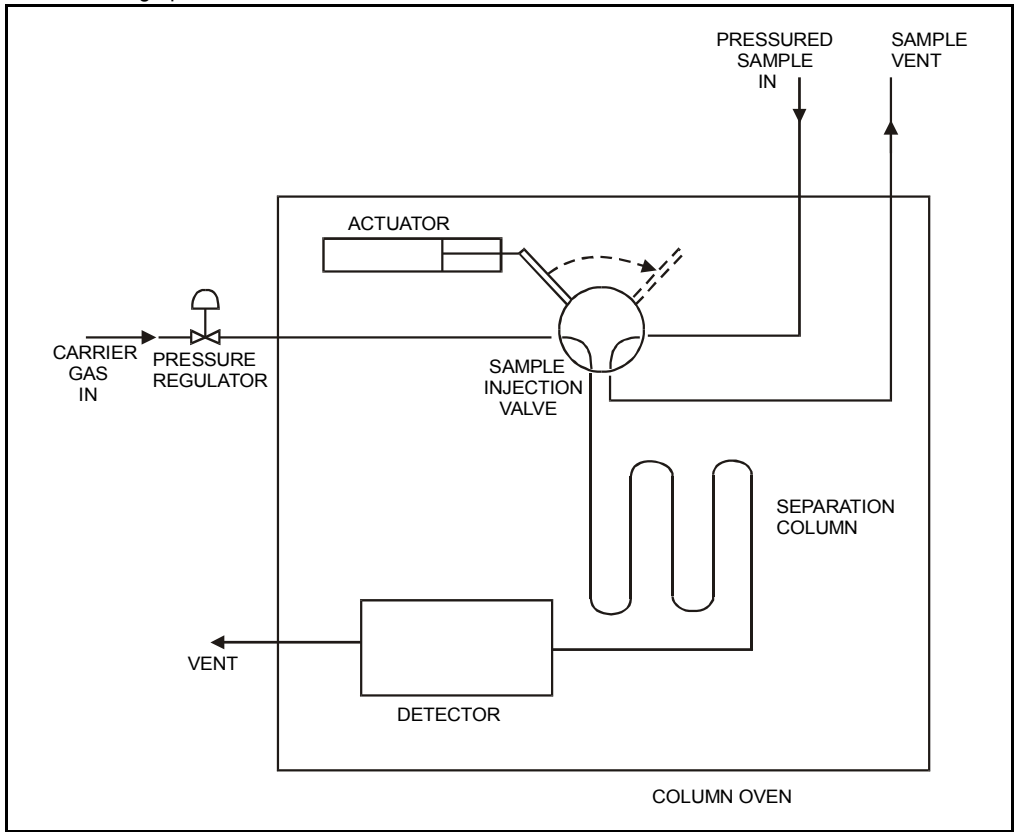 PRESSURED
SAMPLE
IN
SAMPLE
VENT
ACTUATOR
CARRIER
GAS
IN
PRESSURE
REGULATOR
SAMPLE
INJECTION
VALVE
SEPARATION
COLUMN
VENT
DETECTOR
COLUMN OVEN